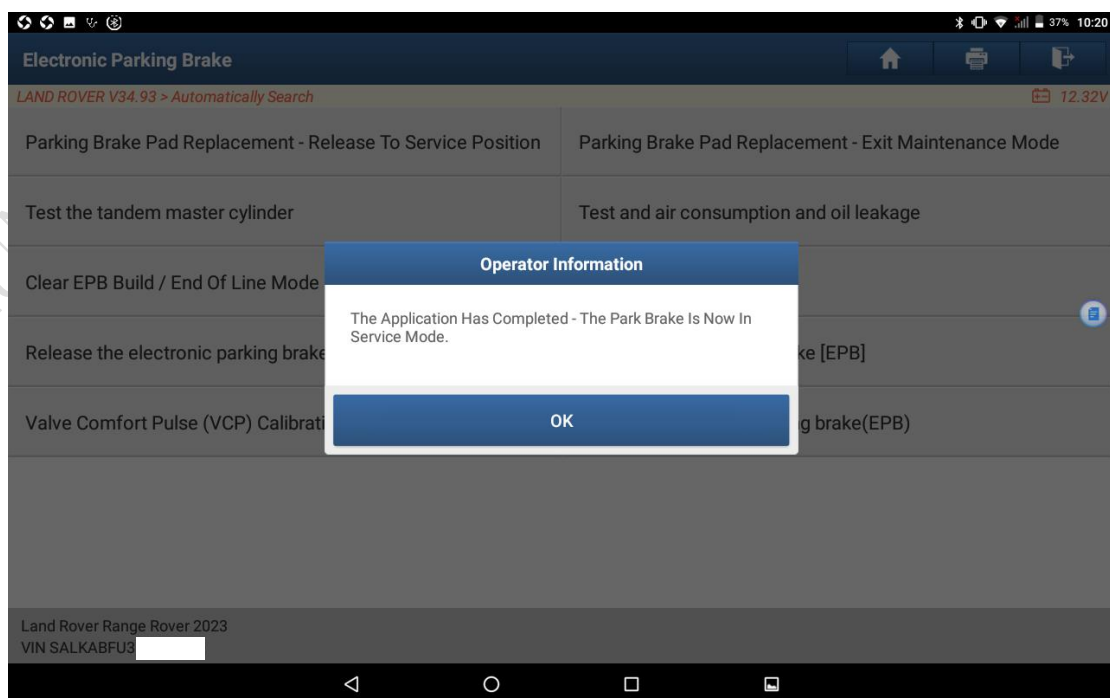 37% 10:20
Electronic Parking Brake
LAND ROVER V34.93 > Automatically Search
12.32V
Parking Brake Pad Replacement - Release To Service Position
Parking Brake Pad Replacement - Exit Maintenance Mode
Test the tandem master cylinder
Test and air consumption and oil leakage
Clear EPB Build / End Of Line Mode
Operator Information
The Application Has Completed - The Park Brake Is Now In
Service Mode.
OK
Release the electronic parking brake
[EPB]
Valve Comfort Pulse (VCP)
brake(EPB)
Land Rover Range Rover 2023
VIN SALKABFU3